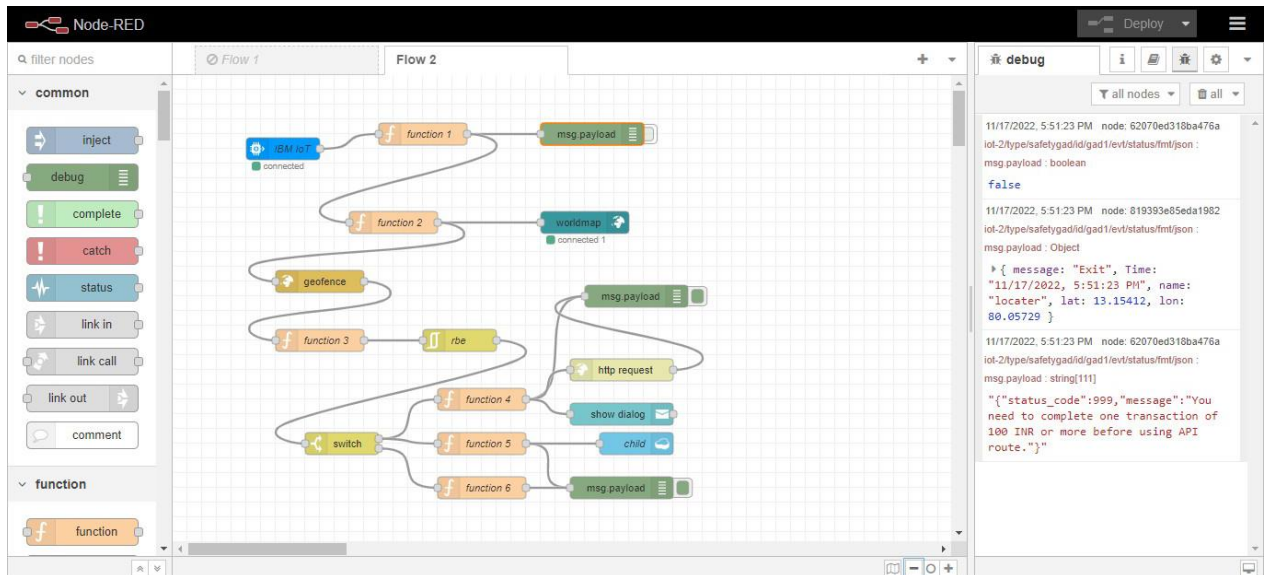 Node-RED
Deploy
filter nodes
Flow 1
Flow 2
debug
i
all nodes
all
common
inject
debug
complete
catch
status
link in
link call
link out
comment
function
function
IBM IoT
connected
function 1
msg.payload
function 2
worldmap
connected 1
geofence
msg.payload
function 3
rbe
http request
function 4
show dialog
switch
function 5
child
function 6
msg.payload
11/17/2022, 5:51:23 PM node: 62070ed318ba476a
iot-2/type/safetygad/id/gad1/evt/status/fmt/json :
msg.payload : boolean
false
11/17/2022, 5:51:23 PM node: 819393e85eda1982
iot-2/type/safetygad/id/gad1/evt/status/fmt/json :
msg.payload : Object
{ message: "Exit", Time:
"11/17/2022, 5:51:23 PM", name:
"locater", lat: 13.15412, lon:
80.05729 }
11/17/2022, 5:51:23 PM node: 62070ed318ba476a
iot-2/type/safetygad/id/gad1/evt/status/fmt/json :
msg.payload : string[111]
"{"status_code":999,"message":"You
need to complete one transaction of
100 INR or more before using API
route."}"